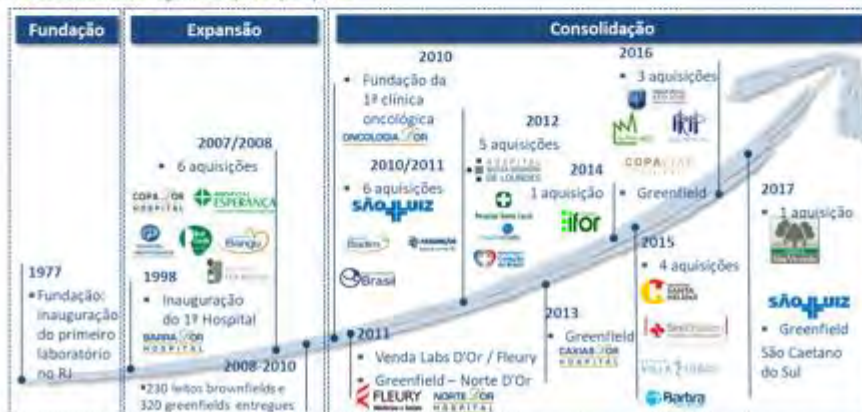 Fundação
Expansão
Consolidação
1977
Fundação:
inauguração
do primeiro
laboratório
no RJ
1998
Inauguração
do 1º Hospital
BARRA D'OR
HOSPITAL
2007/2008
6 aquisições
COPA D'OR
HOSPITAL
ESPERANÇA
Bangu
2008-2010
230 leitos brownfields e
320 greenfields entregues
2010
Fundação da
1ª clínica
oncológica
ONCOLOGIA D'OR
2010/2011
6 aquisições
SÃO LUIZ
Brasil
2011
Venda Labs D'Or / Fleury
Greenfield – Norte D'Or
FLEURY
NORTE D'OR
HOSPITAL
2012
5 aquisições
HOSPITAL
DE LOURDES
2013
Greenfield
CAXIAS D'OR
HOSPITAL
2014
1 aquisição
ifor
2015
4 aquisições
SANTA
HELENA
2016
3 aquisições
Greenfield
2017
1 aquisição
SÃO LUIZ
Greenfield
São Caetano
do Sul